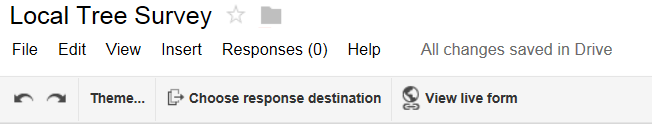 Local Tree Survey
File Edit View Insert Responses (0) Help All changes saved in Drive
Theme... Choose response destination View live form